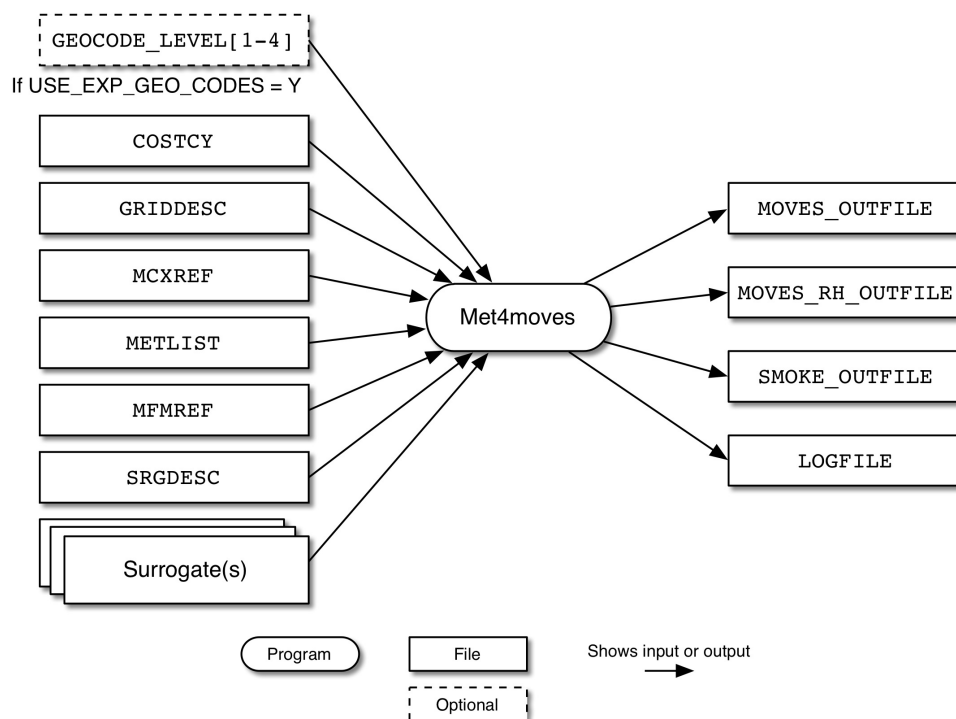 GEOCODE_LEVEL[1-4]
If USE_EXP_GEO_CODES = Y
COSTCY
GRIDDESC
MCXREF
METLIST
MFMREF
SRGDESC
Surrogate(s)
Met4moves
MOVES_OUTFILE
MOVES_RH_OUTFILE
SMOKE_OUTFILE
LOGFILE
Program
File
Shows input or output
Optional